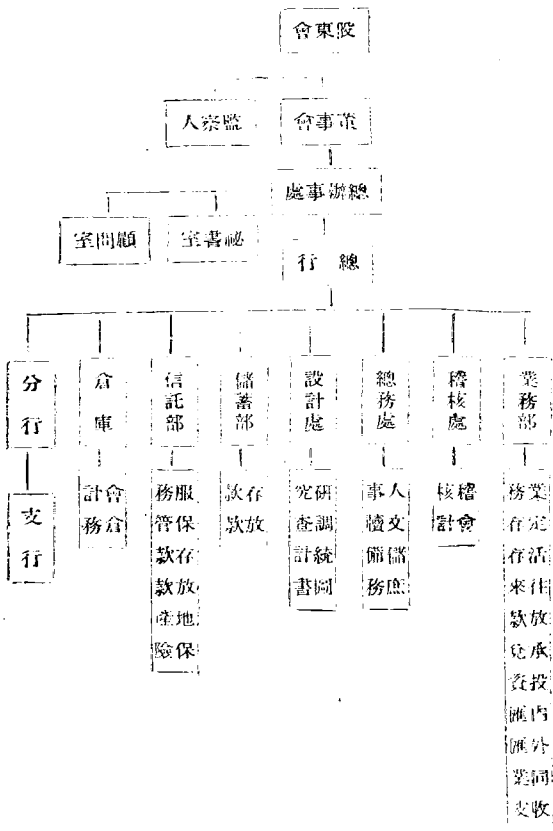 股東會
董事會
監察人
總辦事處
祕書室
顧問室
總行
業務部
業務
定存
活存
往來
放款
承兌
投資
內匯
外匯
同業
收支
稽核處
稽核
會計
總務處
人事
文牘
儲備
庶務
設計處
研究
調查
統計
圖書
儲蓄部
存款
放款
信託部
服務
保管
存款
放款
地產
保險
倉庫
會計
倉務
分行
支行